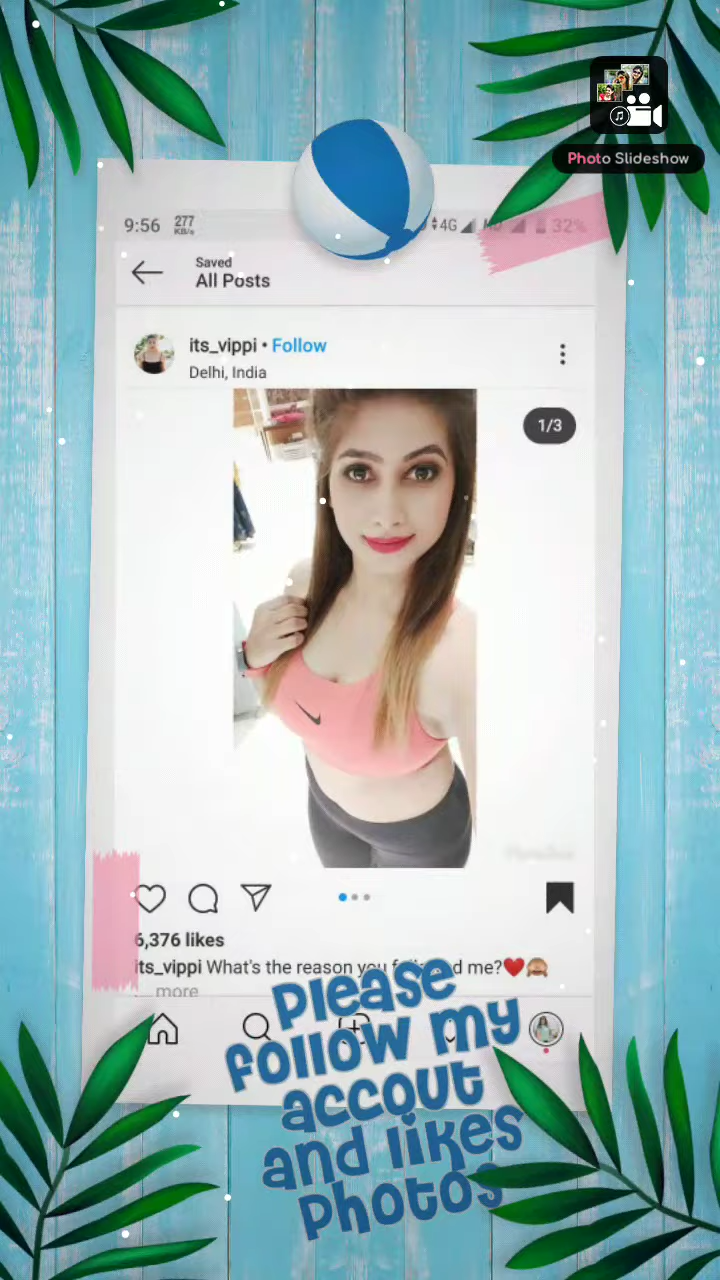 Photo Slideshow
9:56 277 KB/s 4G 32%
Saved
All Posts
its_vippi • Follow
Delhi, India
1/3
6,376 likes
its_vippi What's the reason you followed me?❤️🙈
more
Please
follow my
accout
and likes
Photos